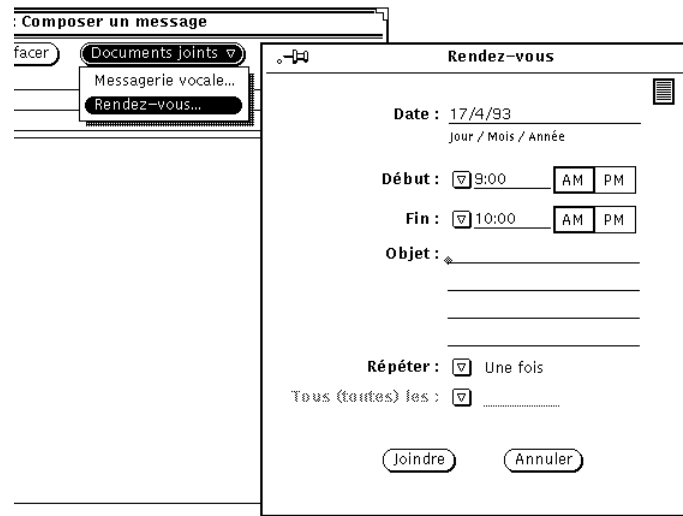 : Composer un message
facer
Documents joints
Messagerie vocale...
Rendez-vous...
Rendez-vous
Date : 17/4/93
Jour / Mois / Année
Début : 9:00 AM PM
Fin : 10:00 AM PM
Objet :
Répéter : Une fois
Tous (toutes) les :
Joindre Annuler